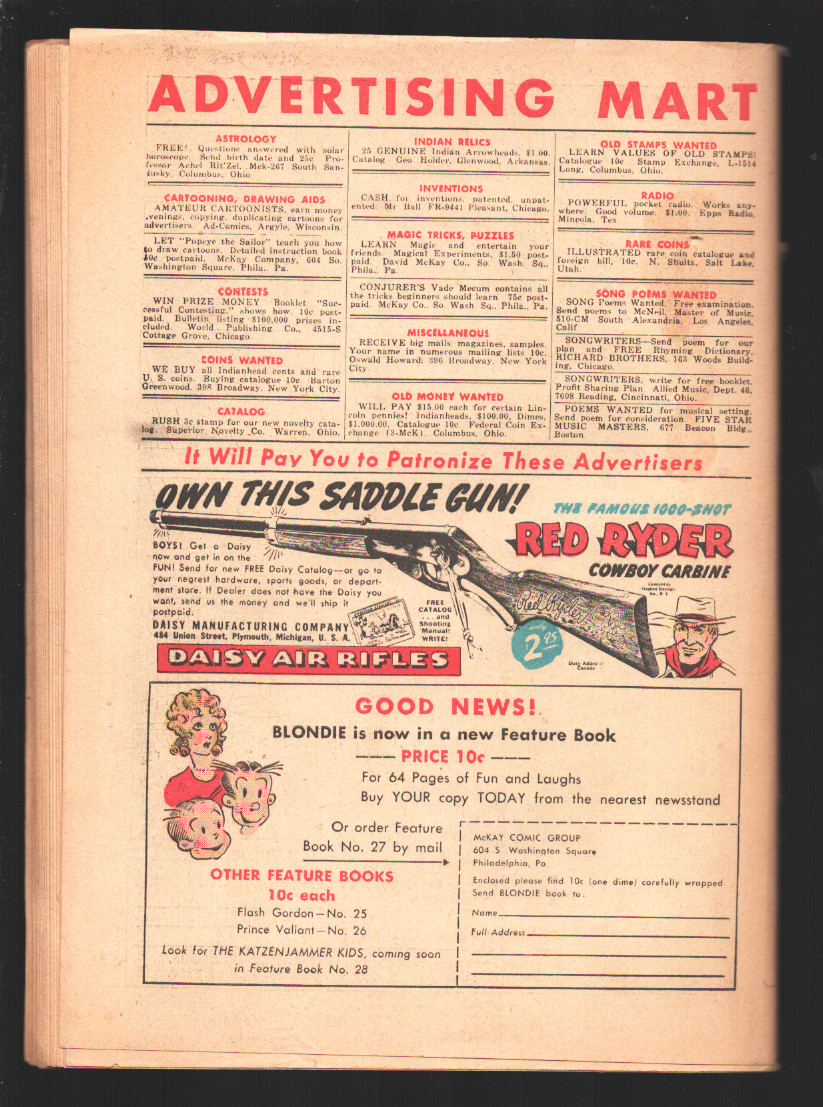 ADVERTISING MART
ASTROLOGY
FREE! Questions answered with solar
horoscope. Send birth date and 25c Pro-
fessor Achel Rit'Zel, Mck-267 South San-
fusky, Columbus, Ohio.
CARTOONING, DRAWING AIDS
AMATEUR CARTOONISTS, earn money
evenings, copying, duplicating cartoons for
advertisers. Ad-Comics, Argyle, Wisconsin.
LET "Popeye the Sailor" teach you how
to draw cartoons. Detailed instruction book
50c postpaid. McKay Company, 604 So.
Washington Square, Phila., Pa.
CONTESTS
WIN PRIZE MONEY Booklet, "Suc-
cessful Contesting," shows how, 10c post-
paid. Bulletin listing $100,000 prizes in-
cluded. World Publishing Co., 4515-S
Cottage Grove, Chicago
COINS WANTED
WE BUY all Indianhead cents and rare
U. S. coins. Buying catalogue 10c. Barton
Greenwood, 398 Broadway, New York City.
CATALOG
RUSH 3c stamp for our new novelty cata-
log. Superior Novelty Co. Warren, Ohio.
INDIAN RELICS
25 GENUINE Indian Arrowheads, $1.00.
Catalog Geo Holder, Glenwood, Arkansas.
INVENTIONS
CASH for inventions, patented, unpat-
ented. Mr Ball FR-9441 Pleasant, Chicago.
MAGIC TRICKS, PUZZLES
LEARN Magic and entertain your
friends Magical Experiments, $1.50 post-
paid. David McKay Co., So. Wash. Sq.,
Phila., Pa.
CONJURER'S Vade Mecum contains all
the tricks beginners should learn 75c post-
paid. McKay Co., So. Wash Sq., Phila., Pa.
MISCELLANEOUS
RECEIVE big mails, magazines, samples.
Your name in numerous mailing lists 10c.
Oswald Howard, 396 Broadway, New York
City
OLD MONEY WANTED
WILL PAY $15.00 each for certain Lin-
coln pennies! Indianheads, $100.00, Dimes,
$1,000.00. Catalogue 10c. Federal Coin Ex-
change (3-McK). Columbus, Ohio.
OLD STAMPS WANTED
LEARN VALUES OF OLD STAMPS!
Catalogue 10c Stamp Exchange, L-1514
Long, Columbus, Ohio.
RADIO
POWERFUL pocket radio. Works any-
where. Good volume. $1.00. Epps Radio,
Mineola, Tex
RARE COINS
ILLUSTRATED rare coin catalogue and
foreign bill, 10c. N. Shultz, Salt Lake,
Utah.
SONG POEMS WANTED
SONG Poems Wanted. Free examination.
Send poems to McNeil, Master of Music,
510-CM South Alexandria, Los Angeles,
Calif
SONGWRITERS—Send poem for our
plan and FREE Rhyming Dictionary.
RICHARD BROTHERS, 163 Woods Build-
ing, Chicago.
SONGWRITERS, write for free booklet,
Profit Sharing Plan Allied Music, Dept. 46,
7608 Reading, Cincinnati, Ohio.
POEMS WANTED for musical setting.
Send poem for consideration. FIVE STAR
MUSIC MASTERS, 677 Beacon Bldg.,
Boston
It Will Pay You to Patronize These Advertisers
OWN THIS SADDLE GUN!
THE FAMOUS 1000-SHOT
RED RYDER
COWBOY CARBINE
BOYS! Get a Daisy
now and get in on the
FUN! Send for new FREE Daisy Catalog—or go to
your nearest hardware, sports goods, or depart-
ment store. If Dealer does not have the Daisy you
want, send us the money and we'll ship it
postpaid.
DAISY MANUFACTURING COMPANY
484 Union Street, Plymouth, Michigan, U. S. A.
DAISY AIR RIFLES
FREE
CATALOG
. . . and
Shooting
Manual!
WRITE!
Red Ryder
only
2.95
Duty Added in
Canada
GOOD NEWS!
BLONDIE is now in a new Feature Book
PRICE 10c
For 64 Pages of Fun and Laughs
Buy YOUR copy TODAY from the nearest newsstand
Or order Feature
Book No. 27 by mail
OTHER FEATURE BOOKS
10c each
Flash Gordon—No. 25
Prince Valiant—No. 26
Look for THE KATZENJAMMER KIDS, coming soon
in Feature Book No. 28
McKAY COMIC GROUP
604 S Washington Square
Philadelphia, Pa
Enclosed please find 10c (one dime) carefully wrapped.
Send BLONDIE book to:
Name
Full Address